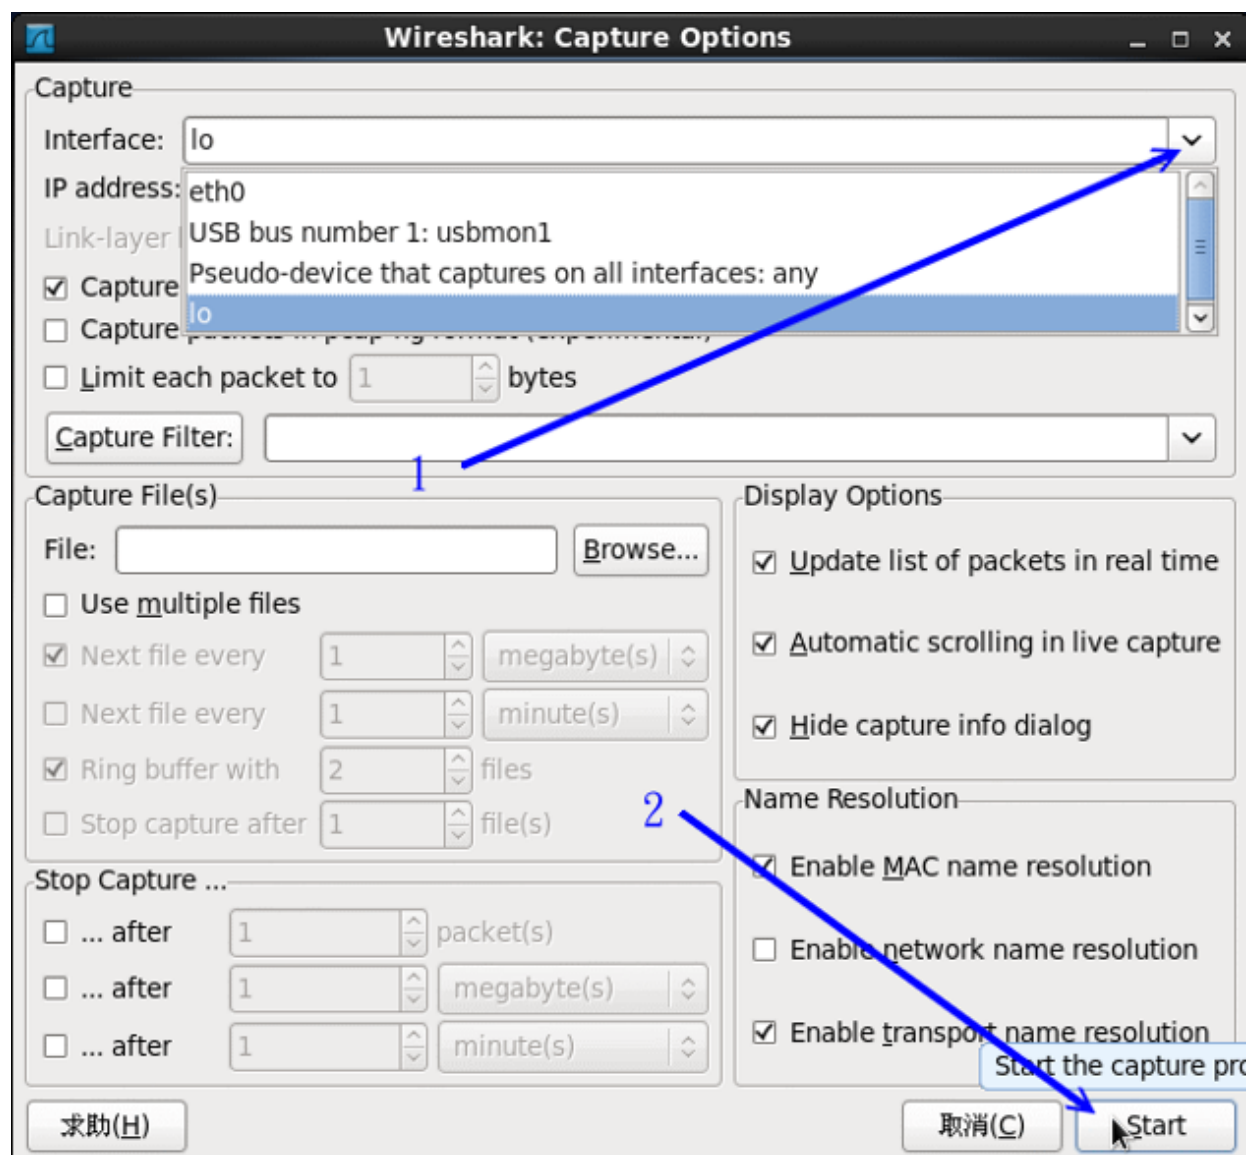 Wireshark: Capture Options
Capture
Interface: lo
IP address:
eth0
Link-layer
USB bus number 1: usbmon1
Pseudo-device that captures on all interfaces: any
Capture
lo
Capture packets in pcap-ng format (experimental)
Limit each packet to 1 bytes
Capture Filter:
1
Capture File(s)
File: Browse...
Use multiple files
Next file every 1 megabyte(s)
Next file every 1 minute(s)
Ring buffer with 2 files
Stop capture after 1 file(s)
Display Options
Update list of packets in real time
Automatic scrolling in live capture
Hide capture info dialog
2
Name Resolution
Enable MAC name resolution
Enable network name resolution
Enable transport name resolution
Stop Capture ...
... after 1 packet(s)
... after 1 megabyte(s)
... after 1 minute(s)
Start the capture pro
求助(H)
取消(C)
Start